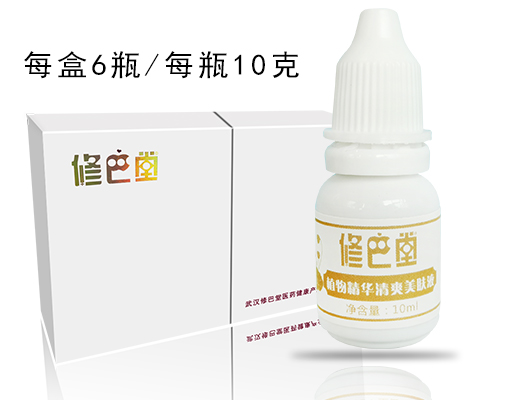 每盒6瓶/每瓶10克
修巴堂
武汉修巴堂医药健康产
修巴堂
植物精华清爽美肤液
净含量：10ml